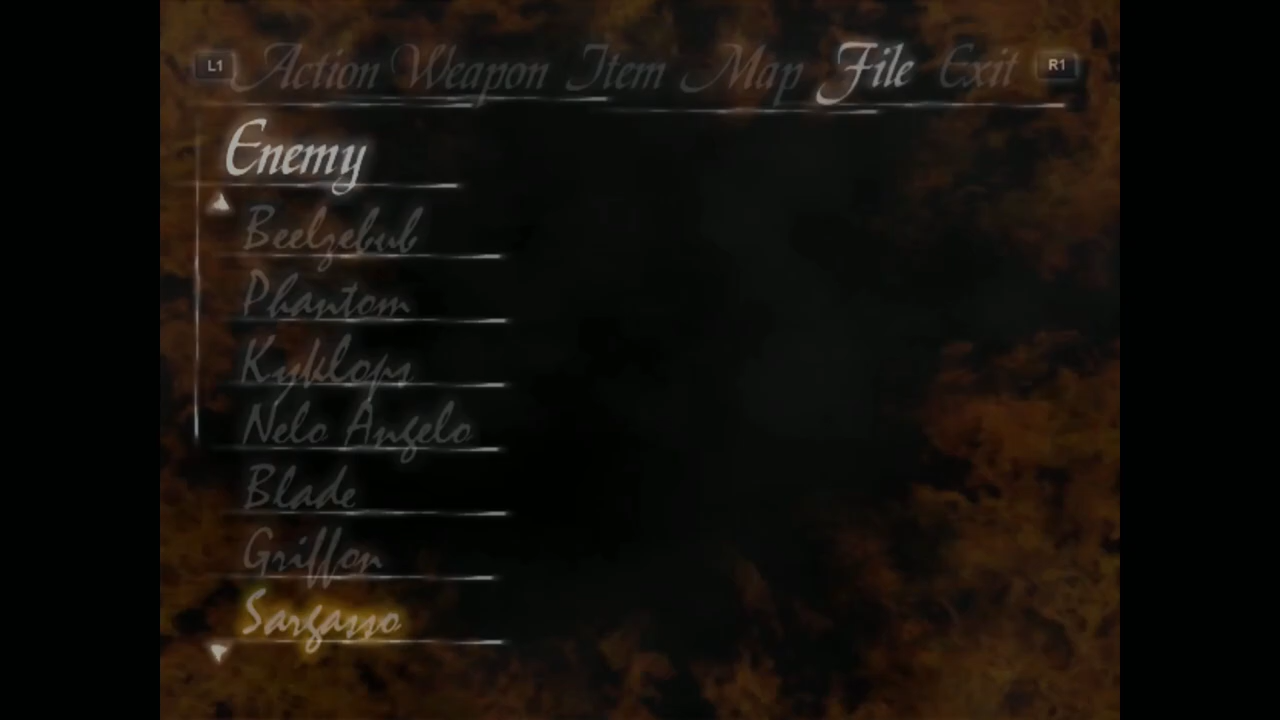 L1 Action Weapon Item Map File Exit R1
Enemy
Beelzebub
Phantom
Kyklops
Nelo Angelo
Blade
Griffon
Sargasso